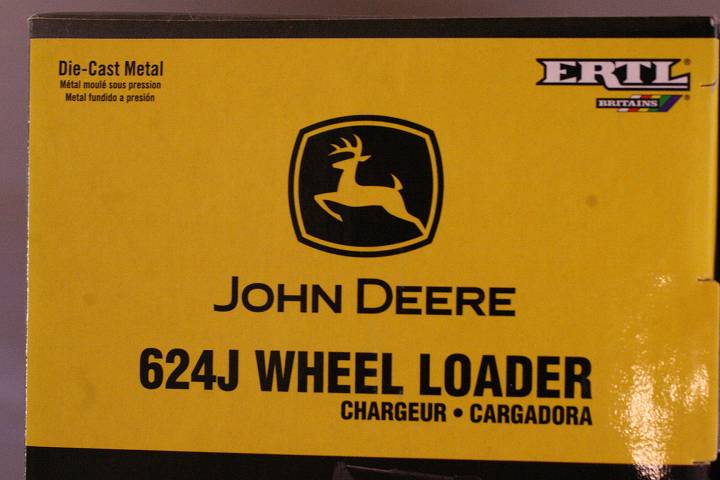 Die-Cast Metal
Métal moulé sous pression
Metal fundido a presión
ERTL®
BRITAINS®
JOHN DEERE
624J WHEEL LOADER
CHARGEUR • CARGADORA